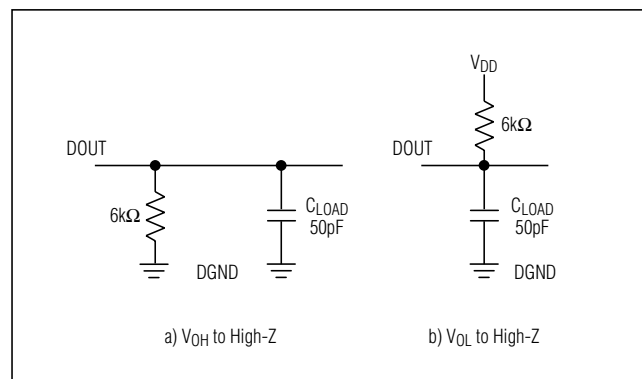 DOUT
6kΩ
DGND
C_LOAD
50pF
a) V_OH to High-Z
V_DD
6kΩ
DOUT
C_LOAD
50pF
DGND
b) V_OL to High-Z